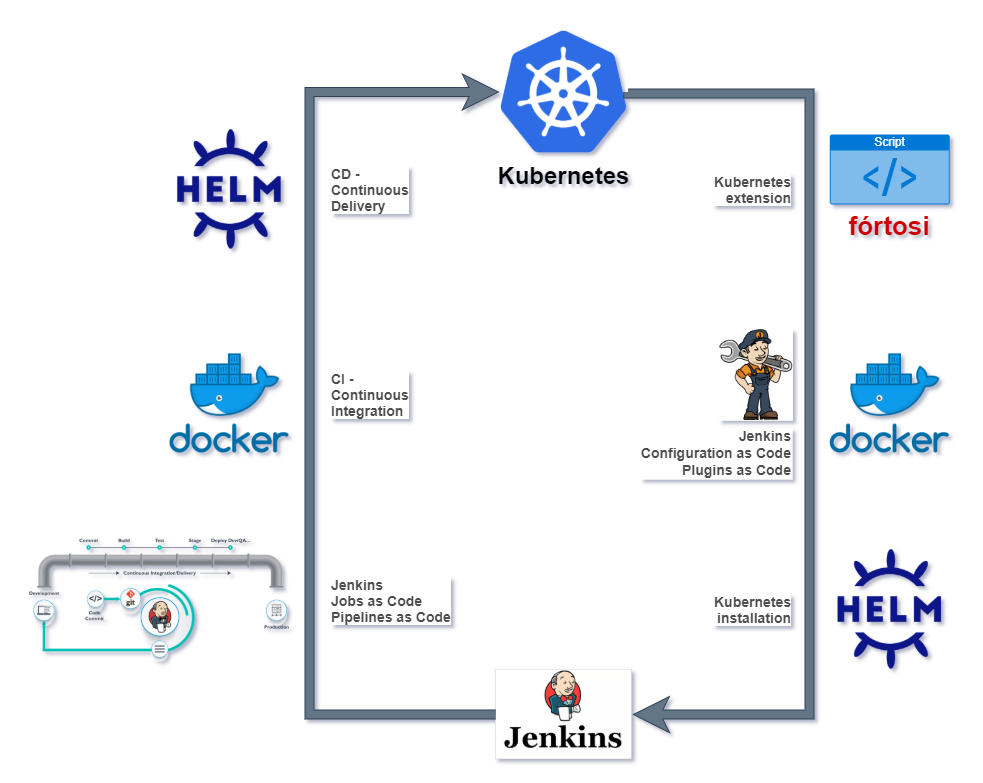 Kubernetes
HELM
CD -
Continuous
Delivery
Kubernetes
extension
Script
</>
fórtosi
docker
CI -
Continuous
Integration
Jenkins
Configuration as Code
Plugins as Code
docker
Commit
Build
Test
Stage
Deploy Dev/QA...
Continuous Integration/Delivery
Development
</>
Code
Commit
git
Production
Jenkins
Jobs as Code
Pipelines as Code
Kubernetes
installation
HELM
Jenkins